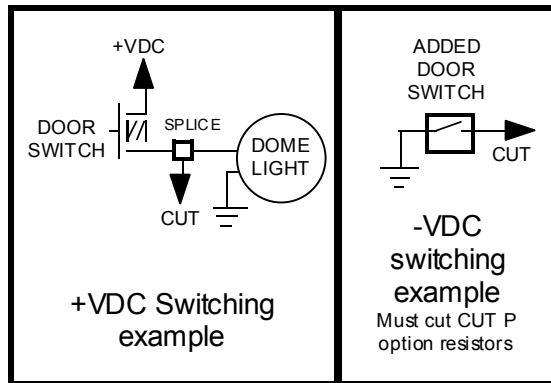 +VDC
DOOR
SWITCH
SPLICE
DOME
LIGHT
CUT
+VDC Switching
example
ADDED
DOOR
SWITCH
CUT
-VDC
switching
example
Must cut CUT P
option resistors